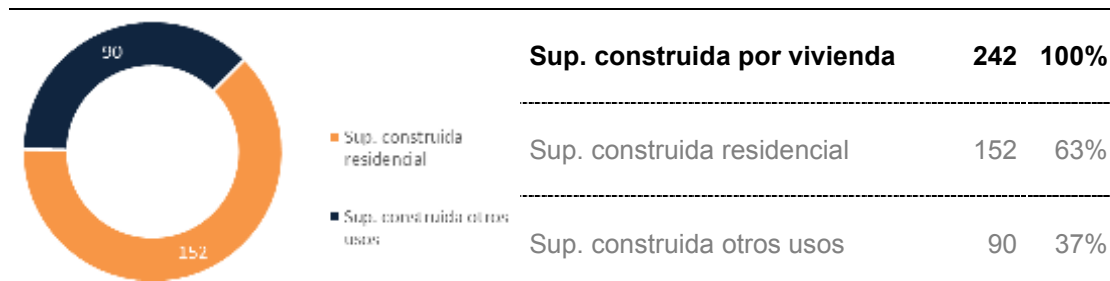 90
152
Sup. construida
residencial
Sup. construida otros
usos
Sup. construida por vivienda 242 100%
Sup. construida residencial 152 63%
Sup. construida otros usos 90 37%